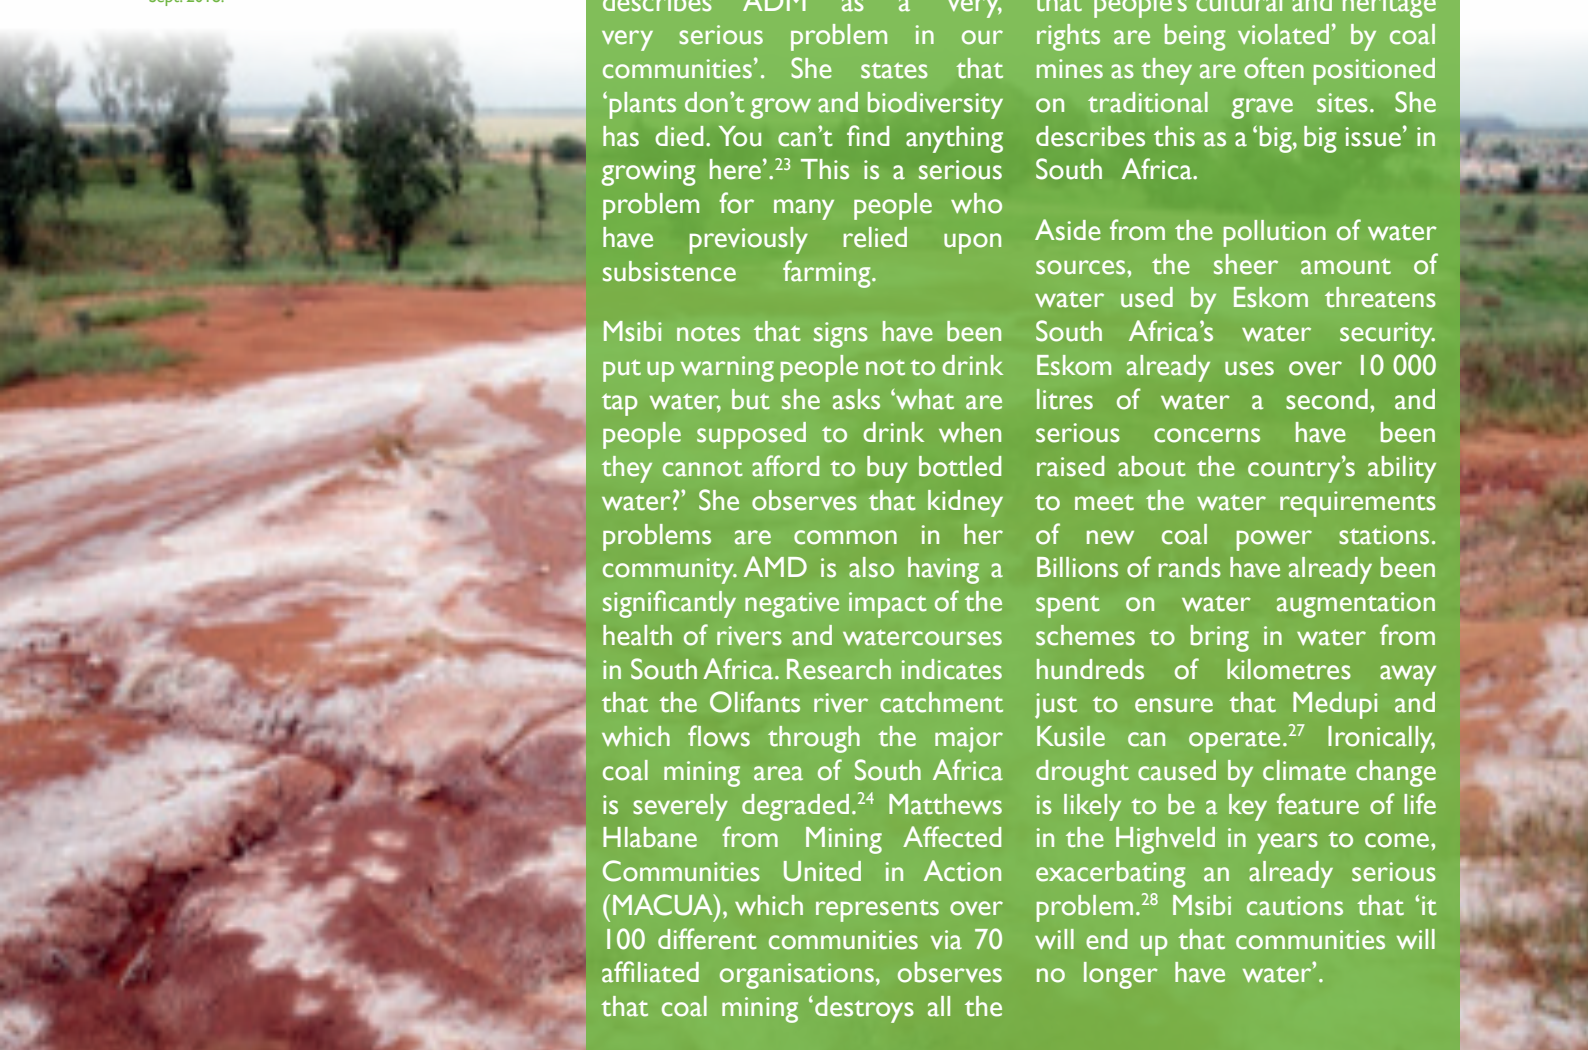 Sept. 2018.
describes ADM as a 'very,
very serious problem in our
communities'. She states that
‘plants don’t grow and biodiversity
has died. You can’t find anything
growing here’.23 This is a serious
problem for many people who
have previously relied upon
subsistence farming.
Msibi notes that signs have been
put up warning people not to drink
tap water, but she asks ‘what are
people supposed to drink when
they cannot afford to buy bottled
water?’ She observes that kidney
problems are common in her
community. AMD is also having a
significantly negative impact of the
health of rivers and watercourses
in South Africa. Research indicates
that the Olifants river catchment
which flows through the major
coal mining area of South Africa
is severely degraded.24 Matthews
Hlabane from Mining Affected
Communities United in Action
(MACUA), which represents over
100 different communities via 70
affiliated organisations, observes
that coal mining ‘destroys all the
that people’s cultural and heritage
rights are being violated’ by coal
mines as they are often positioned
on traditional grave sites. She
describes this as a ‘big, big issue’ in
South Africa.
Aside from the pollution of water
sources, the sheer amount of
water used by Eskom threatens
South Africa’s water security.
Eskom already uses over 10 000
litres of water a second, and
serious concerns have been
raised about the country’s ability
to meet the water requirements
of new coal power stations.
Billions of rands have already been
spent on water augmentation
schemes to bring in water from
hundreds of kilometres away
just to ensure that Medupi and
Kusile can operate.27 Ironically,
drought caused by climate change
is likely to be a key feature of life
in the Highveld in years to come,
exacerbating an already serious
problem.28 Msibi cautions that ‘it
will end up that communities will
no longer have water’.